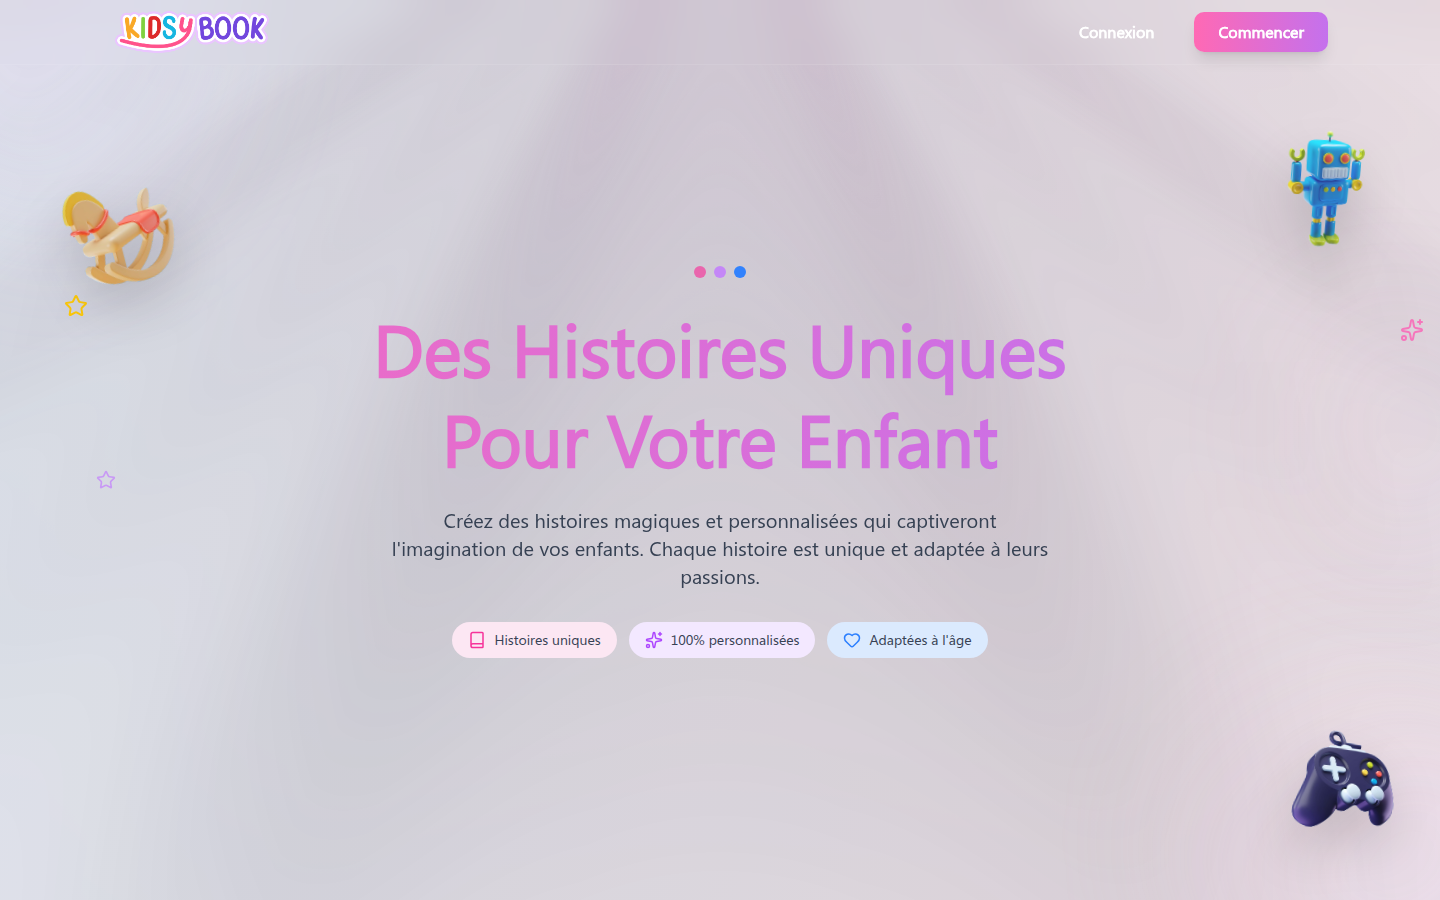 KIDSY BOOK
Connexion
Commencer
Des Histoires Uniques
Pour Votre Enfant
Créez des histoires magiques et personnalisées qui captiveront
l'imagination de vos enfants. Chaque histoire est unique et adaptée à leurs
passions.
Histoires uniques
100% personnalisées
Adaptées à l'âge